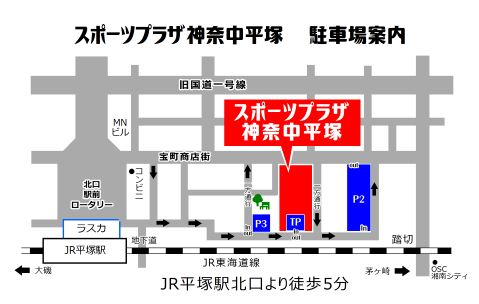 スポーツプラザ神奈中平塚 駐車場案内
旧国道一号線
スポーツプラザ
神奈中平塚
MN
ビル
宝町商店街
コンビニ
北口
駅前
ロータリー
一方通行
一方通行
out
P2
in
P3
TP
in
out
ラスカ
地下道
踏切
JR平塚駅
JR東海道線
大磯
茅ヶ崎
OSC
湘南シティ
JR平塚駅北口より徒歩5分